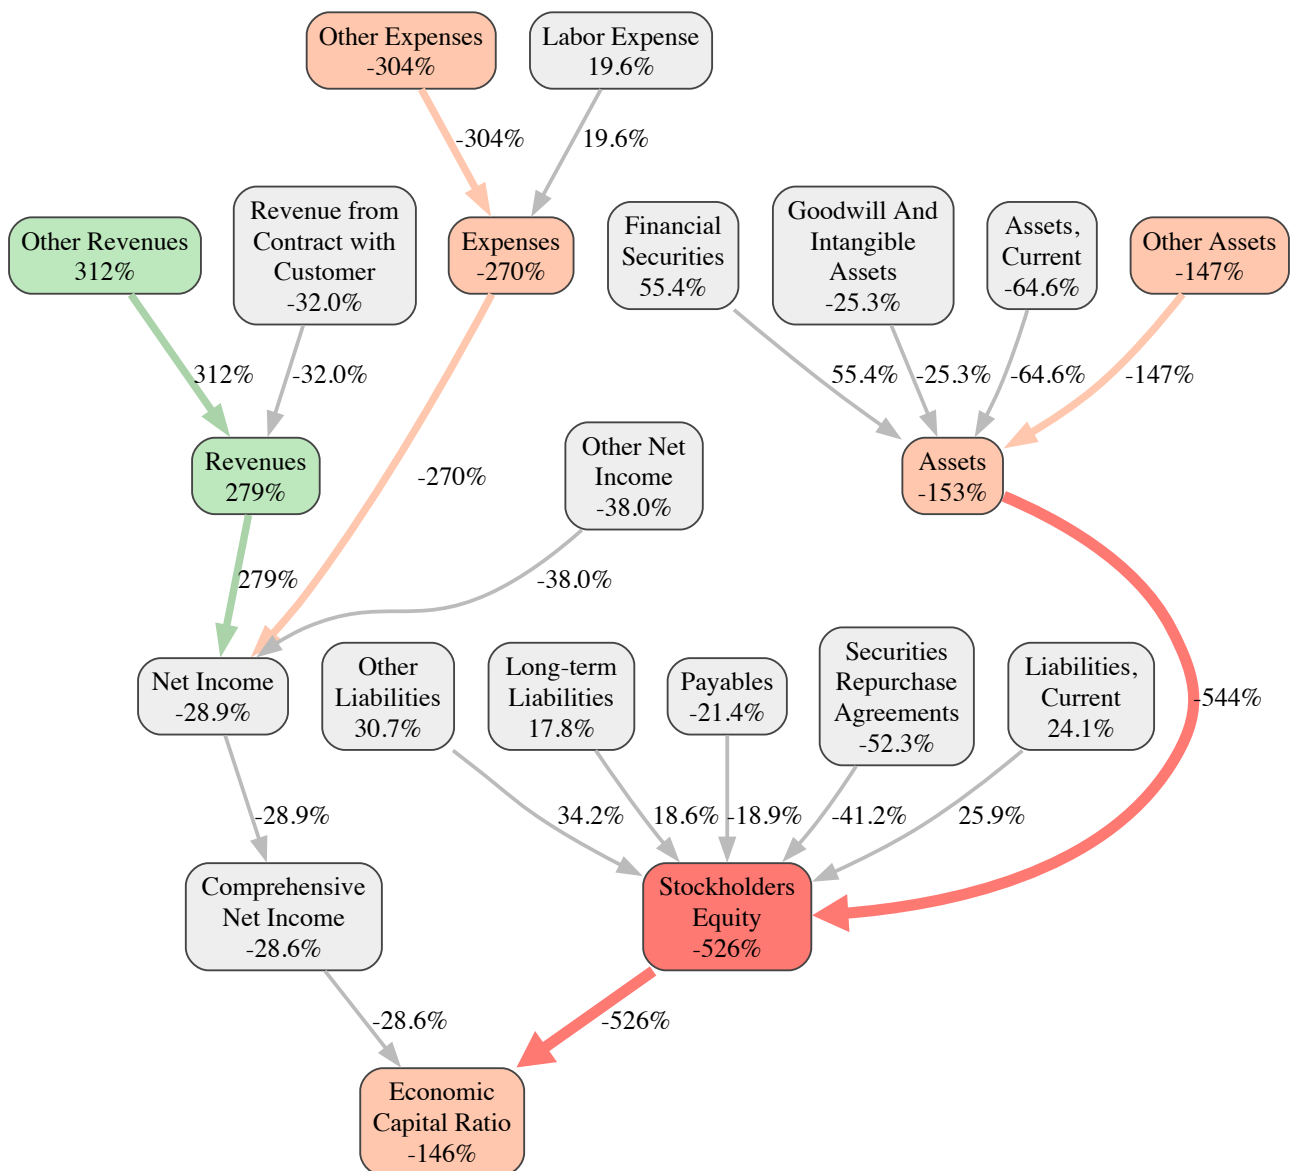 Other Expenses
-304%
Labor Expense
19.6%
-304%
19.6%
Other Revenues
312%
Revenue from
Contract with
Customer
-32.0%
Expenses
-270%
Financial
Securities
55.4%
Goodwill And
Intangible
Assets
-25.3%
Assets,
Current
-64.6%
Other Assets
-147%
312%
-32.0%
55.4%
-25.3%
-64.6%
-147%
Revenues
279%
-270%
Other Net
Income
-38.0%
Assets
-153%
279%
-38.0%
Net Income
-28.9%
Other
Liabilities
30.7%
Long-term
Liabilities
17.8%
Payables
-21.4%
Securities
Repurchase
Agreements
-52.3%
Liabilities,
Current
24.1%
-544%
-28.9%
34.2%
18.6%
-18.9%
-41.2%
25.9%
Comprehensive
Net Income
-28.6%
Stockholders
Equity
-526%
-28.6%
-526%
Economic
Capital Ratio
-146%